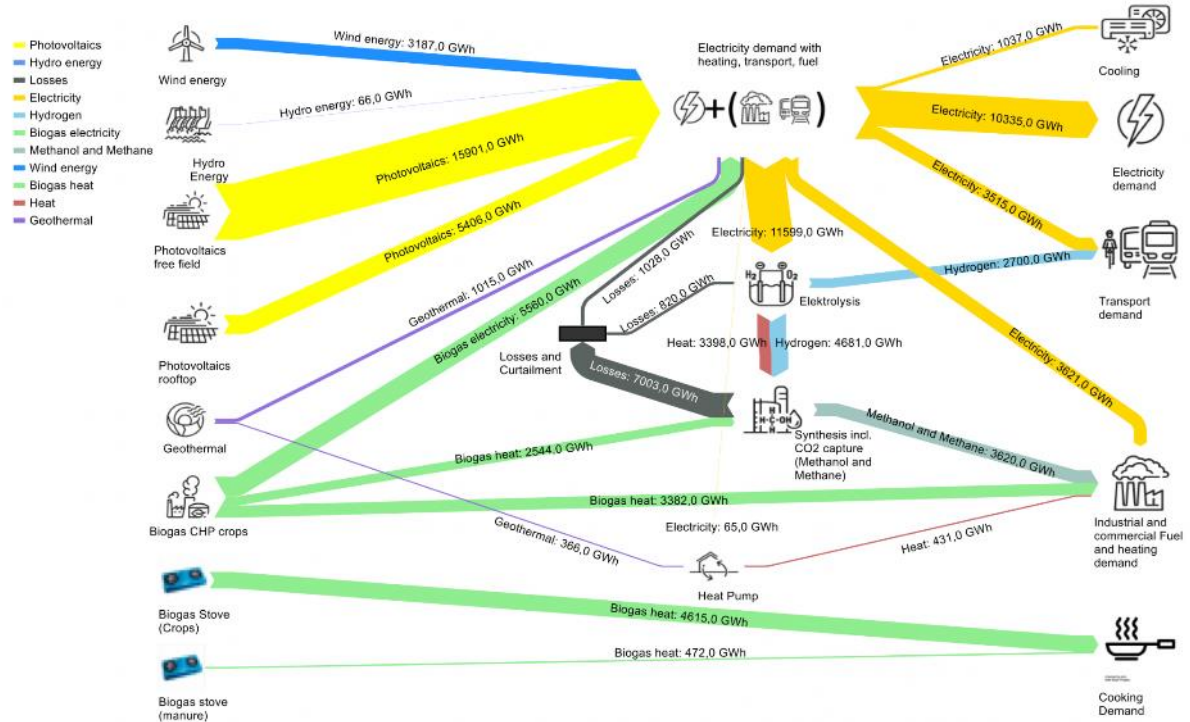 Photovoltaics
Hydro energy
Losses
Electricity
Hydrogen
Biogas electricity
Methanol and Methane
Wind energy
Biogas heat
Heat
Geothermal
Wind energy
Hydro
Energy
Photovoltaics
free field
Photovoltaics
rooftop
Geothermal
Biogas CHP crops
Biogas Stove
(Crops)
Biogas stove
(manure)
Wind energy: 3187,0 GWh
Hydro energy: 66,0 GWh
Photovoltaics: 15901,0 GWh
Photovoltaics: 5406,0 GWh
Geothermal: 1015,0 GWh
Biogas electricity: 5560,0 GWh
Biogas heat: 2544,0 GWh
Biogas heat: 3382,0 GWh
Geothermal: 366,0 GWh
Biogas heat: 4615,0 GWh
Biogas heat: 472,0 GWh
Electricity demand with
heating, transport, fuel
+( )
Electricity: 11599,0 GWh
Losses: 1028,0 GWh
Losses: 820,0 GWh
H2 O2
Elektrolysis
Losses and
Curtailment
Heat: 3398,0 GWh
Hydrogen: 4681,0 GWh
Losses: 7003,0 GWh
H
H-C-OH
H
Synthesis incl.
CO2 capture
(Methanol and
Methane)
Electricity: 65,0 GWh
Heat Pump
Electricity: 1037,0 GWh
Electricity: 10335,0 GWh
Electricity: 3515,0 GWh
Hydrogen: 2700,0 GWh
Electricity: 3621,0 GWh
Methanol and Methane: 3620,0 GWh
Heat: 431,0 GWh
Cooling
Electricity
demand
Transport
demand
Industrial and
commercial Fuel
and heating
demand
Cooking
Demand